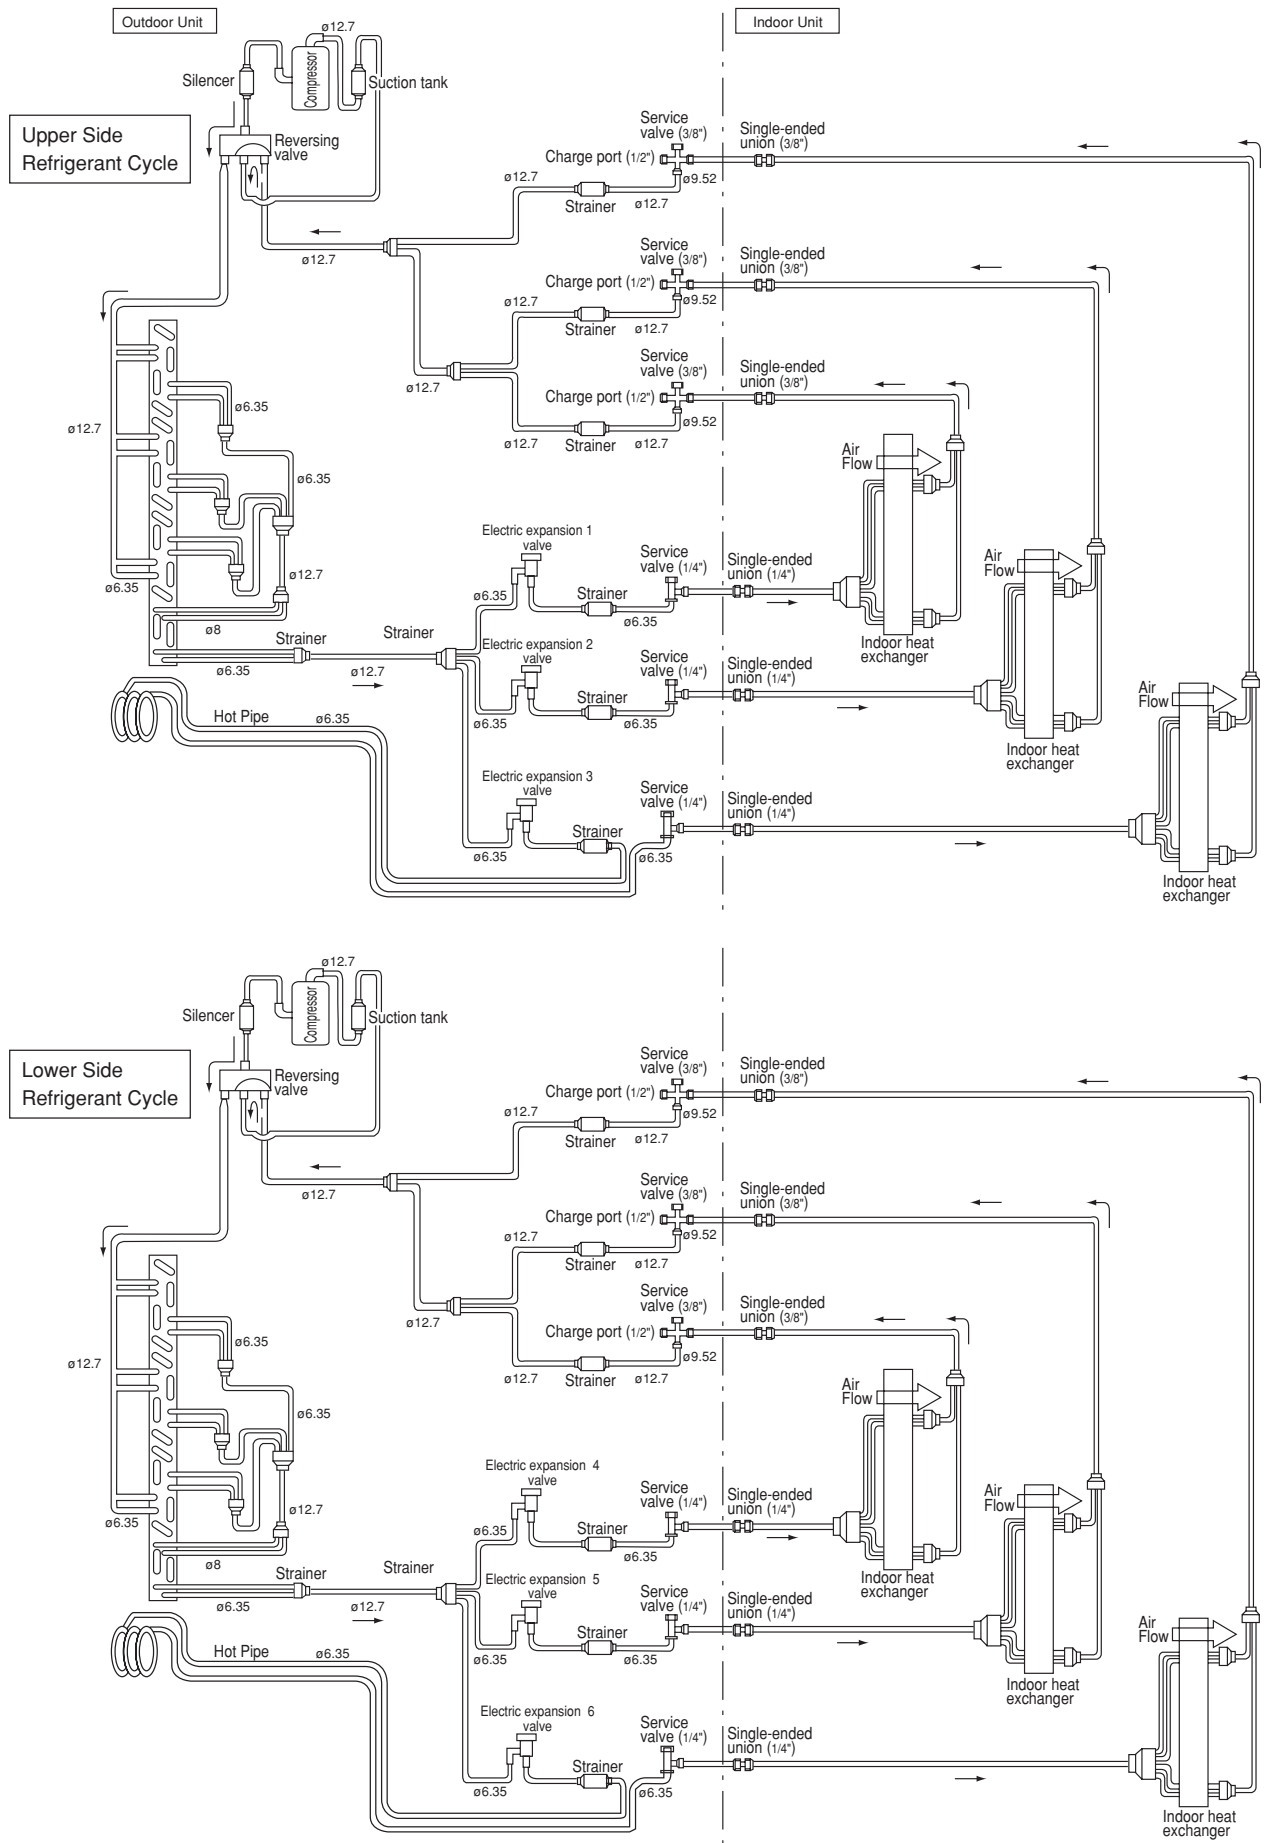 Outdoor Unit
Indoor Unit
ø12.7
Silencer
Compressor
Suction tank
Upper Side
Refrigerant Cycle
Reversing
valve
Service
valve (3/8")
Single-ended
union (3/8")
Charge port (1/2")
ø9.52
ø12.7
Strainer
ø12.7
ø12.7
Service
valve (3/8")
Single-ended
union (3/8")
Charge port (1/2")
ø9.52
ø12.7
Strainer
ø12.7
Service
valve (3/8")
Single-ended
union (3/8")
ø12.7
Charge port (1/2")
ø9.52
ø12.7
Strainer
ø12.7
ø6.35
ø12.7
Air
Flow
ø6.35
Electric expansion 1
valve
Service
valve (1/4")
Single-ended
union (1/4")
Air
Flow
ø12.7
ø6.35
ø6.35
Strainer
ø6.35
ø8
Strainer
Strainer
Indoor heat
exchanger
Electric expansion 2
valve
Service
valve (1/4")
Single-ended
union (1/4")
ø6.35
ø12.7
Air
Flow
Strainer
Hot Pipe
ø6.35
ø6.35
ø6.35
Indoor heat
exchanger
Electric expansion 3
valve
Service
valve (1/4")
Single-ended
union (1/4")
Strainer
ø6.35
ø6.35
Indoor heat
exchanger
ø12.7
Silencer
Compressor
Suction tank
Lower Side
Refrigerant Cycle
Reversing
valve
Service
valve (3/8")
Single-ended
union (3/8")
Charge port (1/2")
ø9.52
ø12.7
Strainer
ø12.7
ø12.7
Service
valve (3/8")
Single-ended
union (3/8")
Charge port (1/2")
ø9.52
ø12.7
Strainer
ø12.7
Service
valve (3/8")
Single-ended
union (3/8")
ø12.7
Charge port (1/2")
ø9.52
ø12.7
Strainer
ø12.7
ø6.35
ø12.7
Air
Flow
ø6.35
Electric expansion 4
valve
Service
valve (1/4")
Single-ended
union (1/4")
Air
Flow
ø12.7
ø6.35
ø6.35
Strainer
ø6.35
ø8
Strainer
Strainer
Indoor heat
exchanger
Electric expansion 5
valve
Service
valve (1/4")
Single-ended
union (1/4")
ø6.35
ø12.7
Air
Flow
Strainer
Hot Pipe
ø6.35
ø6.35
ø6.35
Indoor heat
exchanger
Electric expansion 6
valve
Service
valve (1/4")
Single-ended
union (1/4")
Strainer
ø6.35
ø6.35
Indoor heat
exchanger